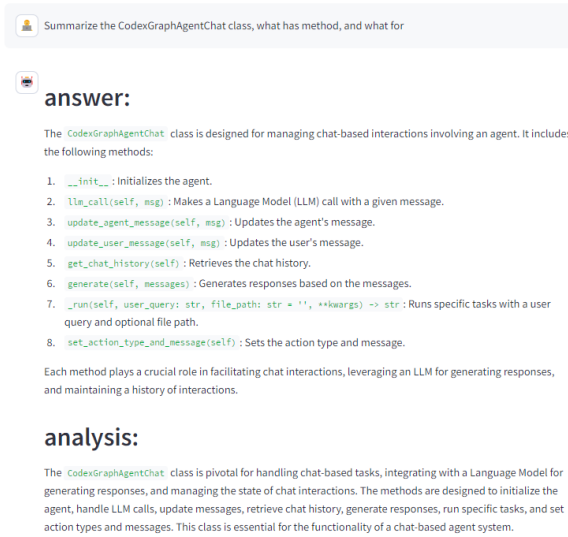 Summarize the CodexGraphAgentChat class, what has method, and what for
answer:
The CodexGraphAgentChat class is designed for managing chat-based interactions involving an agent. It includes
the following methods:
1. __init__ : Initializes the agent.
2. llm_call(self, msg) : Makes a Language Model (LLM) call with a given message.
3. update_agent_message(self, msg) : Updates the agent's message.
4. update_user_message(self, msg) : Updates the user's message.
5. get_chat_history(self) : Retrieves the chat history.
6. generate(self, messages) : Generates responses based on the messages.
7. _run(self, user_query: str, file_path: str = '', **kwargs) -> str : Runs specific tasks with a user
query and optional file path.
8. set_action_type_and_message(self) : Sets the action type and message.
Each method plays a crucial role in facilitating chat interactions, leveraging an LLM for generating responses,
and maintaining a history of interactions.
analysis:
The CodexGraphAgentChat class is pivotal for handling chat-based tasks, integrating with a Language Model for
generating responses, and managing the state of chat interactions. The methods are designed to initialize the
agent, handle LLM calls, update messages, retrieve chat history, generate responses, run specific tasks, and set
action types and messages. This class is essential for the functionality of a chat-based agent system.